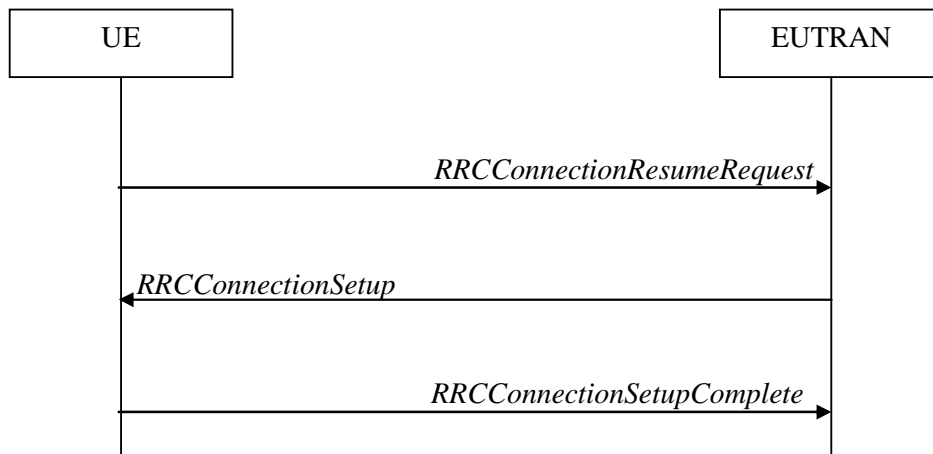 UE
EUTRAN
RRCConnectionResumeRequest
RRCConnectionSetup
RRCConnectionSetupComplete